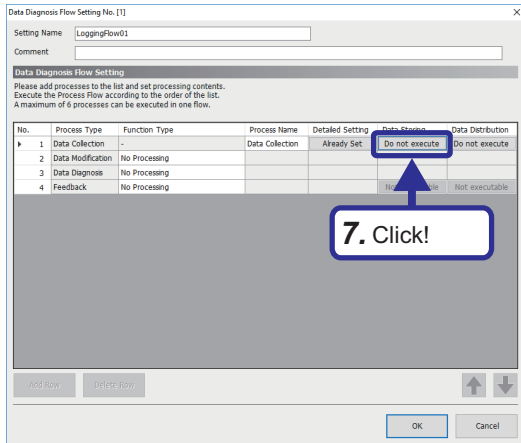 Data Diagnosis Flow Setting No. [1]
Setting Name LoggingFlow01
Comment
Data Diagnosis Flow Setting
Please add processes to the list and set processing contents.
Execute the Process Flow according to the order of the list.
A maximum of 6 processes can be executed in one flow.
No. Process Type Function Type Process Name Detailed Setting Data Storing Data Distribution
1 Data Collection - Data Collection Already Set Do not execute Do not execute
2 Data Modification No Processing
3 Data Diagnosis No Processing
4 Feedback No Processing Not executable
7. Click!
Add Row Delete Row
OK Cancel